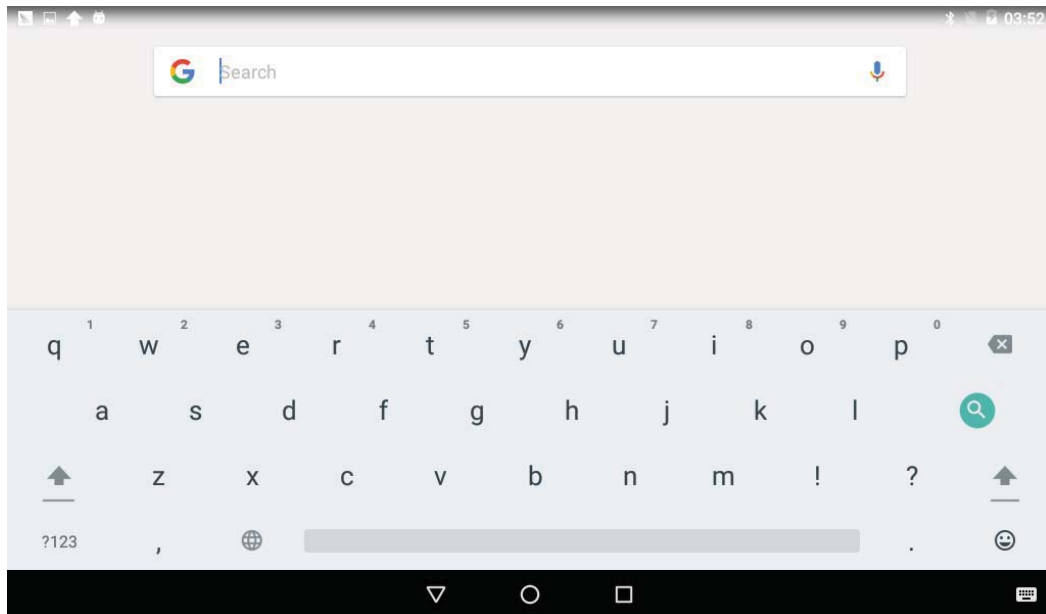 03:52
Search
1 2 3 4 5 6 7 8 9 0
q w e r t y u i o p
a s d f g h j k l
z x c v b n m ! ?
?123 , .